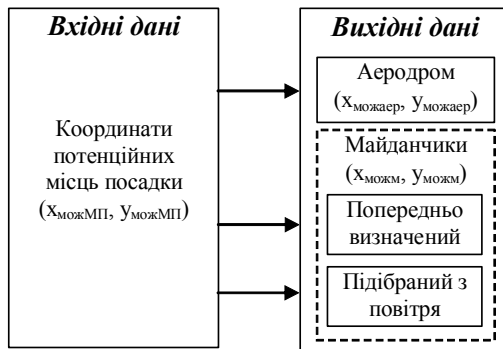 Вхідні дані
Координати
потенційних
місць посадки
(xможМП, yможМП)
Вихідні дані
Аеродром
(xможаер, yможаер)
Майданчики
(xможм, yможм)
Попередньо
визначений
Підібраний з
повітря